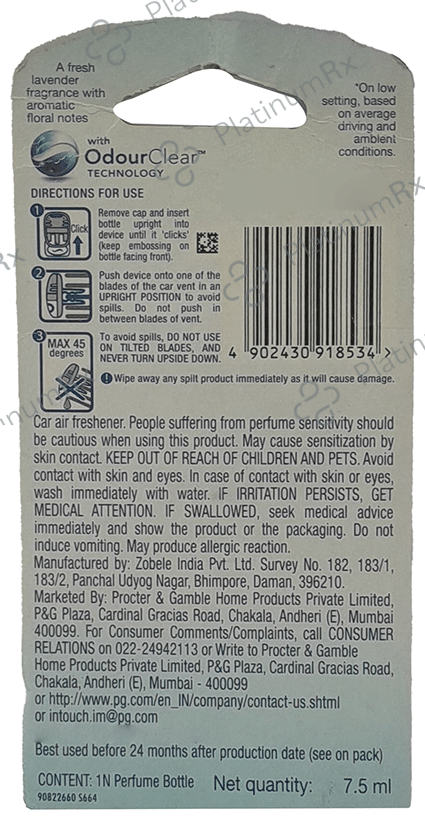 A fresh
lavender
fragrance with
aromatic
floral notes
*On low
setting, based
on average
driving and
ambient
conditions.
with
OdourClear™
TECHNOLOGY
DIRECTIONS FOR USE
1
Click
Remove cap and insert
bottle upright into
device until it 'clicks'
(keep embossing on
bottle facing front).
2
Push device onto one of the
blades of the car vent in an
UPRIGHT POSITION to avoid
spills. Do not push in
between blades of vent.
3
MAX 45
degrees
To avoid spills, DO NOT USE
ON TILTED BLADES, AND
NEVER TURN UPSIDE DOWN.
4 902430 918534 >
! Wipe away any spilt product immediately as it will cause damage.
Car air freshener. People suffering from perfume sensitivity should
be cautious when using this product. May cause sensitization by
skin contact. KEEP OUT OF REACH OF CHILDREN AND PETS. Avoid
contact with skin and eyes. In case of contact with skin or eyes,
wash immediately with water. IF IRRITATION PERSISTS, GET
MEDICAL ATTENTION. IF SWALLOWED, seek medical advice
immediately and show the product or the packaging. Do not
induce vomiting. May produce allergic reaction.
Manufactured by: Zobele India Pvt. Ltd. Survey No. 182, 183/1,
183/2, Panchal Udyog Nagar, Bhimpore, Daman, 396210.
Marketed By: Procter & Gamble Home Products Private Limited,
P&G Plaza, Cardinal Gracias Road, Chakala, Andheri (E), Mumbai
400099. For Consumer Comments/Complaints, call CONSUMER
RELATIONS on 022-24942113 or Write to Procter & Gamble
Home Products Private Limited, P&G Plaza, Cardinal Gracias Road,
Chakala, Andheri (E), Mumbai - 400099
or http://www.pg.com/en_IN/company/contact-us.shtml
or intouch.im@pg.com
Best used before 24 months after production date (see on pack)
CONTENT: 1N Perfume Bottle Net quantity: 7.5 ml
90822660 S664
PlatinumRx